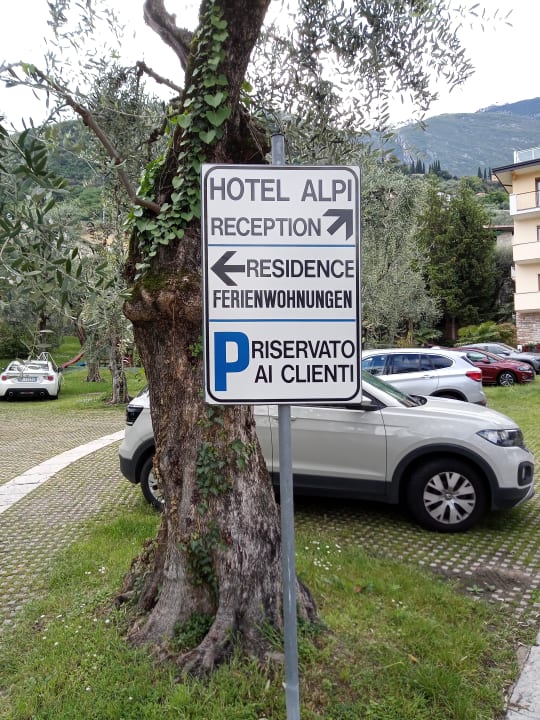 HOTEL ALPI
RECEPTION
RESIDENCE
FERIENWOHNUNGEN
P RISERVATO
AI CLIENTI